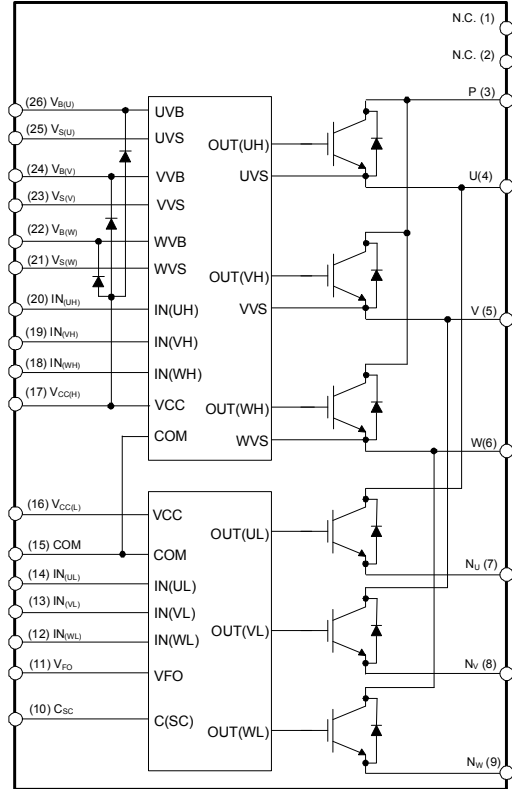 N.C. (1)
N.C. (2)
P (3)
(26) VB(U)
UVB
(25) VS(U)
UVS
OUT(UH)
(24) VB(V)
VVB
UVS
U(4)
(23) VS(V)
VVS
(22) VB(W)
WVB
(21) VS(W)
WVS
OUT(VH)
(20) IN(UH)
IN(UH)
VVS
V (5)
(19) IN(VH)
IN(VH)
(18) IN(WH)
IN(WH)
(17) VCC(H)
VCC
OUT(WH)
COM
WVS
W(6)
(16) VCC(L)
VCC
OUT(UL)
(15) COM
COM
(14) IN(UL)
IN(UL)
NU (7)
(13) IN(VL)
IN(VL)
OUT(VL)
(12) IN(WL)
IN(WL)
(11) VFO
VFO
NV (8)
(10) CSC
C(SC)
OUT(WL)
NW (9)